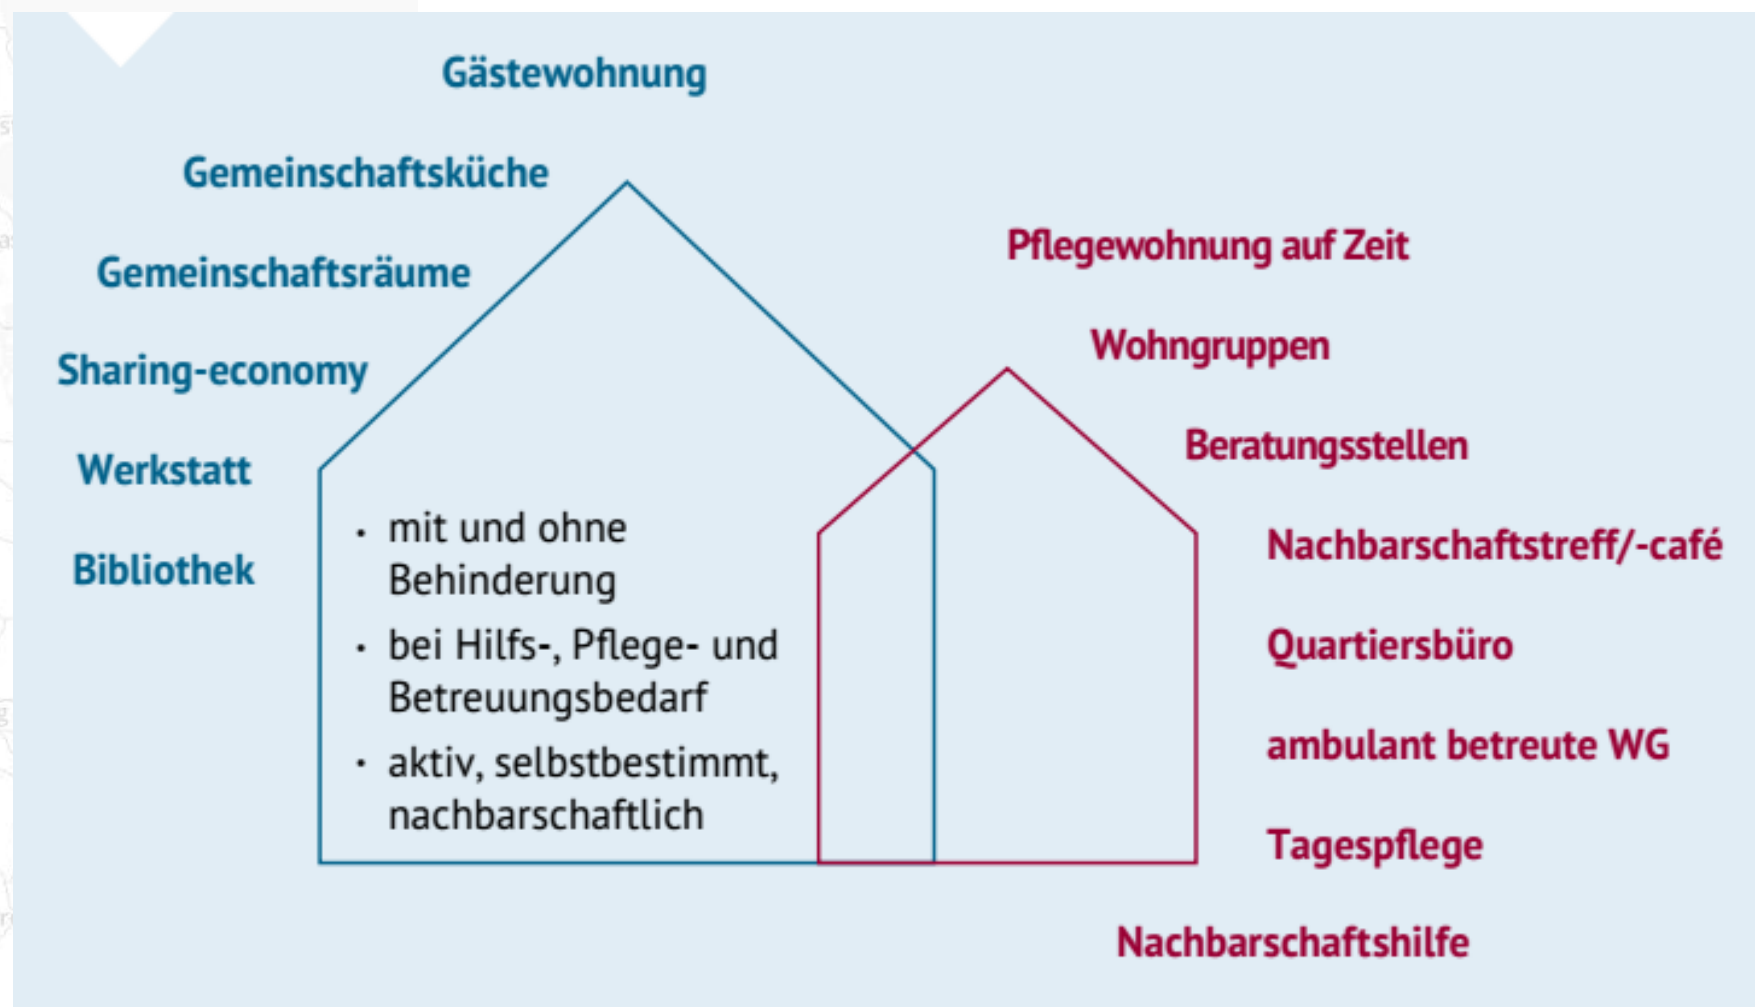 Gästewohnung
Gemeinschaftsküche
Gemeinschaftsräume
Sharing-economy
Werkstatt
Bibliothek
· mit und ohne
Behinderung
· bei Hilfs-, Pflege- und
Betreuungsbedarf
· aktiv, selbstbestimmt,
nachbarschaftlich
Pflegewohnung auf Zeit
Wohngruppen
Beratungsstellen
Nachbarschaftstreff/-café
Quartiersbüro
ambulant betreute WG
Tagespflege
Nachbarschaftshilfe